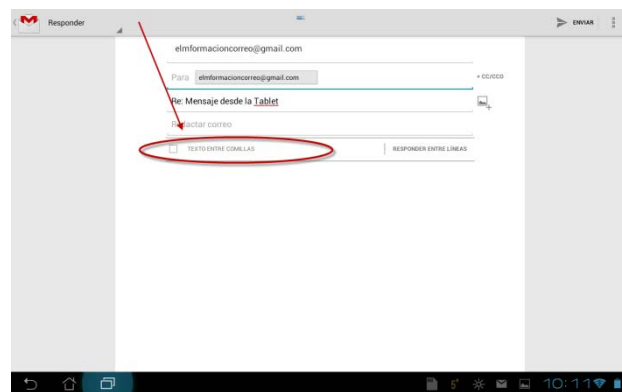 Responder
ENVIAR
elmformacioncorreo@gmail.com
Para elmformacioncorreo@gmail.com + CC/CCO
Re: Mensaje desde la Tablet
Redactar correo
TEXTO ENTRE COMILLAS RESPONDER ENTRE LÍNEAS
5° 10:11